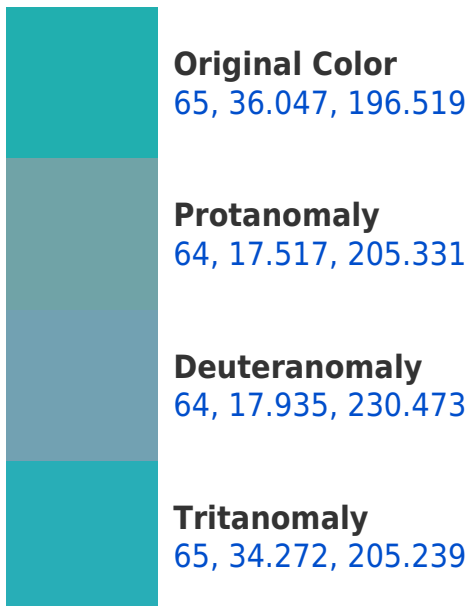 Original Color
65, 36.047, 196.519
Protanomaly
64, 17.517, 205.331
Deuteranomaly
64, 17.935, 230.473
Tritanomaly
65, 34.272, 205.239